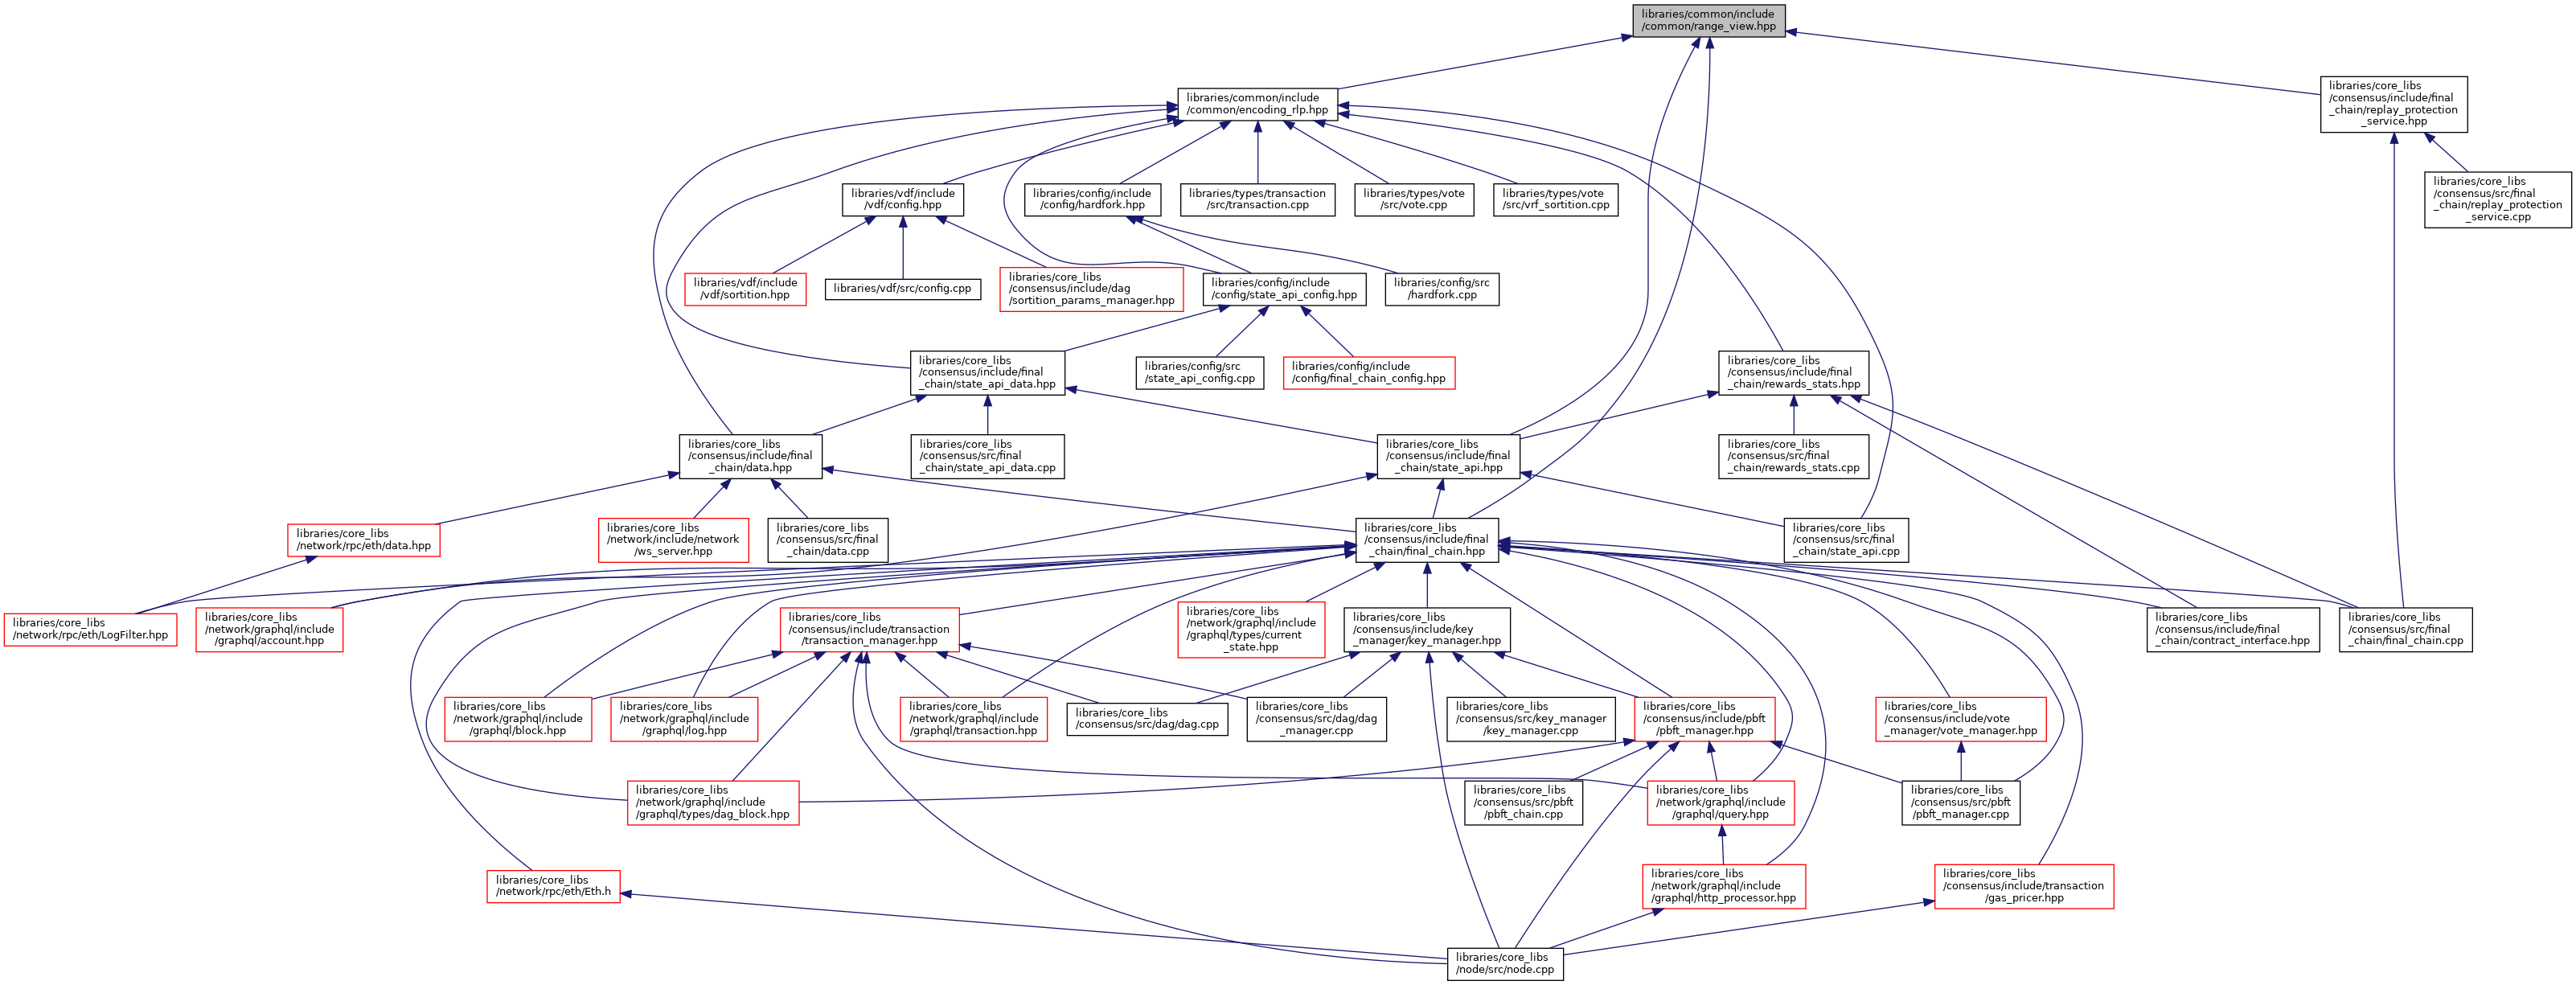 libraries/common/include
/common/range_view.hpp
libraries/core_libs
/consensus/include/final
_chain/replay_protection
_service.hpp
libraries/common/include
/common/encoding_rlp.hpp
libraries/core_libs
/consensus/src/final
_chain/replay_protection
_service.cpp
libraries/vdf/include
/vdf/config.hpp
libraries/config/include
/config/hardfork.hpp
libraries/types/transaction
/src/transaction.cpp
libraries/types/vote
/src/vote.cpp
libraries/types/vote
/src/vrf_sortition.cpp
libraries/vdf/include
/vdf/sortition.hpp
libraries/vdf/src/config.cpp
libraries/core_libs
/consensus/include/dag
/sortition_params_manager.hpp
libraries/config/include
/config/state_api_config.hpp
libraries/config/src
/hardfork.cpp
libraries/core_libs
/consensus/include/final
_chain/state_api_data.hpp
libraries/config/src
/state_api_config.cpp
libraries/config/include
/config/final_chain_config.hpp
libraries/core_libs
/consensus/include/final
_chain/rewards_stats.hpp
libraries/core_libs
/consensus/include/final
_chain/data.hpp
libraries/core_libs
/consensus/src/final
_chain/state_api_data.cpp
libraries/core_libs
/consensus/include/final
_chain/state_api.hpp
libraries/core_libs
/consensus/src/final
_chain/rewards_stats.cpp
libraries/core_libs
/network/rpc/eth/data.hpp
libraries/core_libs
/network/include/network
/ws_server.hpp
libraries/core_libs
/consensus/src/final
_chain/data.cpp
libraries/core_libs
/consensus/include/final
_chain/final_chain.hpp
libraries/core_libs
/consensus/src/final
_chain/state_api.cpp
libraries/core_libs
/network/rpc/eth/LogFilter.hpp
libraries/core_libs
/network/graphql/include
/graphql/account.hpp
libraries/core_libs
/consensus/include/transaction
/transaction_manager.hpp
libraries/core_libs
/network/graphql/include
/graphql/types/current
_state.hpp
libraries/core_libs
/consensus/include/key
_manager/key_manager.hpp
libraries/core_libs
/consensus/include/final
_chain/contract_interface.hpp
libraries/core_libs
/consensus/src/final
_chain/final_chain.cpp
libraries/core_libs
/network/graphql/include
/graphql/block.hpp
libraries/core_libs
/network/graphql/include
/graphql/log.hpp
libraries/core_libs
/network/graphql/include
/graphql/transaction.hpp
libraries/core_libs
/consensus/src/dag/dag.cpp
libraries/core_libs
/consensus/src/dag/dag
_manager.cpp
libraries/core_libs
/consensus/src/key_manager
/key_manager.cpp
libraries/core_libs
/consensus/include/pbft
/pbft_manager.hpp
libraries/core_libs
/consensus/include/vote
_manager/vote_manager.hpp
libraries/core_libs
/network/graphql/include
/graphql/types/dag_block.hpp
libraries/core_libs
/consensus/src/pbft
/pbft_chain.cpp
libraries/core_libs
/network/graphql/include
/graphql/query.hpp
libraries/core_libs
/consensus/src/pbft
/pbft_manager.cpp
libraries/core_libs
/network/rpc/eth/Eth.h
libraries/core_libs
/network/graphql/include
/graphql/http_processor.hpp
libraries/core_libs
/consensus/include/transaction
/gas_pricer.hpp
libraries/core_libs
/node/src/node.cpp